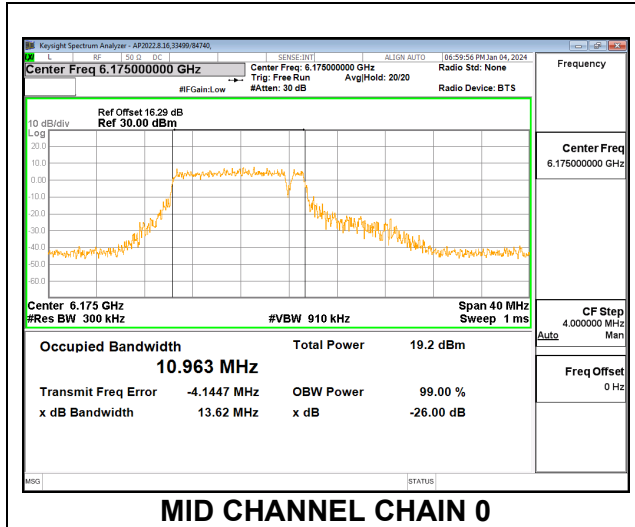 Keysight Spectrum Analyzer - AP2022.8.16,33499/84740,
L RF 50 Ω DC SENSE:INT ALIGN AUTO 06:59:56 PM Jan 04, 2024
Center Freq 6.175000000 GHz
Center Freq: 6.175000000 GHz
Radio Std: None
Trig: Free Run Avg|Hold: 20/20
#IFGain:Low #Atten: 30 dB Radio Device: BTS
Frequency
Ref Offset 16.29 dB
10 dB/div Ref 30.00 dBm
Log
20.0
10.0
0.00
-10.0
-20.0
-30.0
-40.0
-50.0
-60.0
Center Freq
6.175000000 GHz
Center 6.175 GHz Span 40 MHz
#Res BW 300 kHz #VBW 910 kHz Sweep 1 ms
CF Step
4.000000 MHz
Auto Man
Occupied Bandwidth Total Power 19.2 dBm
10.963 MHz
Transmit Freq Error -4.1447 MHz OBW Power 99.00 %
x dB Bandwidth 13.62 MHz x dB -26.00 dB
Freq Offset
0 Hz
MSG STATUS
MID CHANNEL CHAIN 0